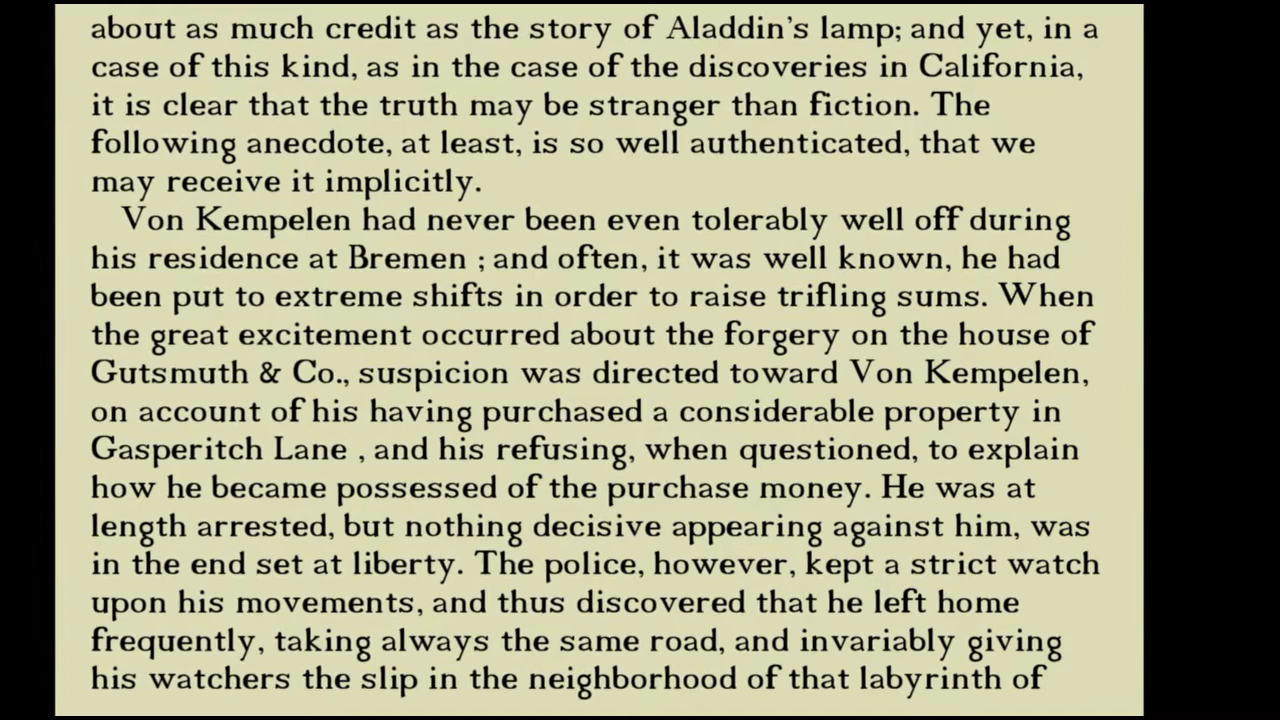 about as much credit as the story of Aladdin's lamp; and yet, in a
case of this kind, as in the case of the discoveries in California,
it is clear that the truth may be stranger than fiction. The
following anecdote, at least, is so well authenticated, that we
may receive it implicitly.
Von Kempelen had never been even tolerably well off during
his residence at Bremen ; and often, it was well known, he had
been put to extreme shifts in order to raise trifling sums. When
the great excitement occurred about the forgery on the house of
Gutsmuth & Co., suspicion was directed toward Von Kempelen,
on account of his having purchased a considerable property in
Gasperitch Lane , and his refusing, when questioned, to explain
how he became possessed of the purchase money. He was at
length arrested, but nothing decisive appearing against him, was
in the end set at liberty. The police, however, kept a strict watch
upon his movements, and thus discovered that he left home
frequently, taking always the same road, and invariably giving
his watchers the slip in the neighborhood of that labyrinth of